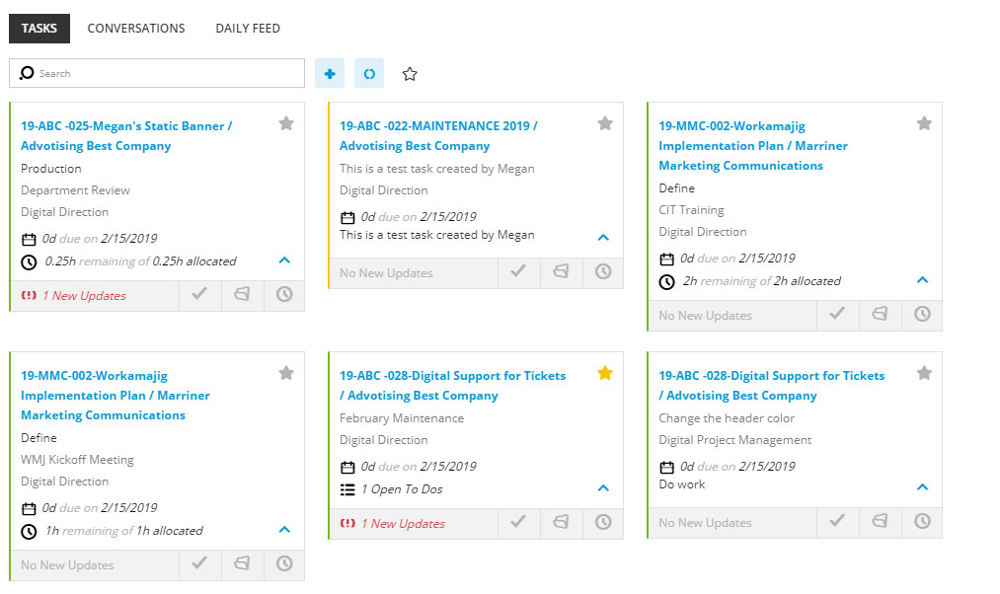 TASKS
CONVERSATIONS
DAILY FEED
Search
19-ABC -025-Megan's Static Banner /
Advotising Best Company
Production
Department Review
Digital Direction
0d due on 2/15/2019
0.25h remaining of 0.25h allocated
1 New Updates
19-ABC -022-MAINTENANCE 2019 /
Advotising Best Company
This is a test task created by Megan
Digital Direction
0d due on 2/15/2019
This is a test task created by Megan
No New Updates
19-MMC-002-Workamajig
Implementation Plan / Marriner
Marketing Communications
Define
CIT Training
Digital Direction
0d due on 2/15/2019
2h remaining of 2h allocated
No New Updates
19-MMC-002-Workamajig
Implementation Plan / Marriner
Marketing Communications
Define
WMJ Kickoff Meeting
Digital Direction
0d due on 2/15/2019
1h remaining of 1h allocated
No New Updates
19-ABC -028-Digital Support for Tickets
/ Advotising Best Company
February Maintenance
Digital Direction
0d due on 2/15/2019
1 Open To Dos
1 New Updates
19-ABC -028-Digital Support for Tickets
/ Advotising Best Company
Change the header color
Digital Project Management
0d due on 2/15/2019
Do work
No New Updates